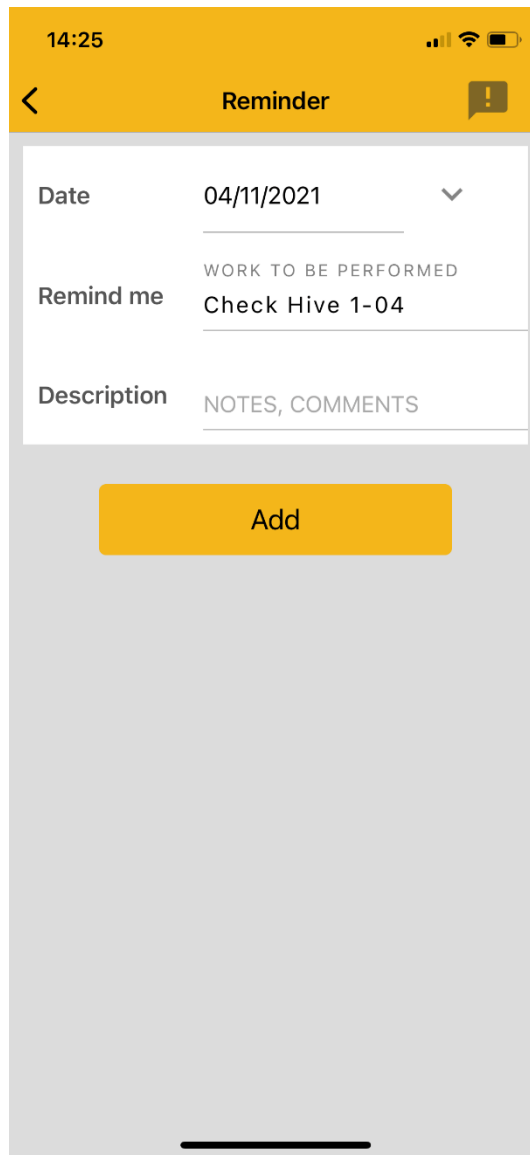 14:25
Reminder
Date 04/11/2021
WORK TO BE PERFORMED
Remind me Check Hive 1-04
Description NOTES, COMMENTS
Add